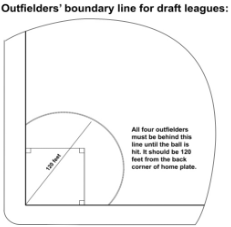 Outfielders' boundary line for draft leagues:
All four outfielders
must be behind this
line until the ball is
hit. It should be 120
feet from the back
corner of home plate.
120 feet